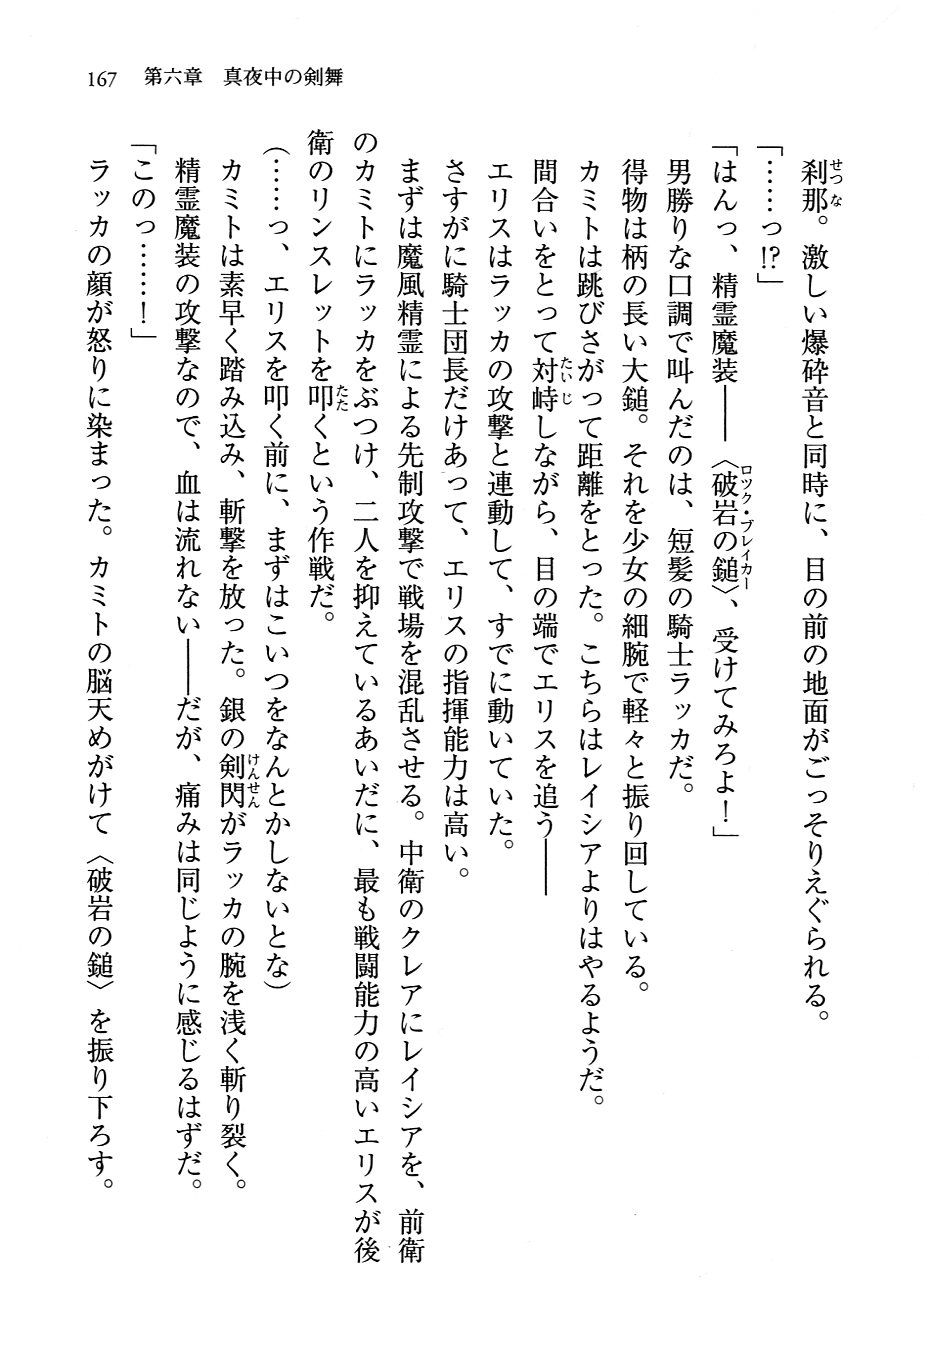 167　第六章　真夜中の剣舞
刹那。激しい爆砕音と同時に、目の前の地面がごっそりえぐられる。
「……っ!?」
「はんっ、精霊魔装――〈破岩の鎚〉、受けてみろよ！」
男勝りな口調で叫んだのは、短髪の騎士ラッカだ。
得物は柄の長い大鎚。それを少女の細腕で軽々と振り回している。
カミトは跳びさがって距離をとった。こちらはレイシアよりはやるようだ。
間合いをとって対峙しながら、目の端でエリスを追う――
エリスはラッカの攻撃と連動して、すでに動いていた。
さすがに騎士団長だけあって、エリスの指揮能力は高い。
まずは魔風精霊による先制攻撃で戦場を混乱させる。中衛のクレアにレイシアを、前衛
のカミトにラッカをぶつけ、二人を抑えているあいだに、最も戦闘能力の高いエリスが後
衛のリンスレットを叩くという作戦だ。
（……っ、エリスを叩く前に、まずはこいつをなんとかしないとな）
カミトは素早く踏み込み、斬撃を放った。銀の剣閃がラッカの腕を浅く斬り裂く。
精霊魔装の攻撃なので、血は流れない――だが、痛みは同じように感じるはずだ。
「このっ……！」
ラッカの顔が怒りに染まった。カミトの脳天めがけて〈破岩の鎚〉を振り下ろす。
せつな
ロック・ブレイカー
たいじ
たた
けんせん